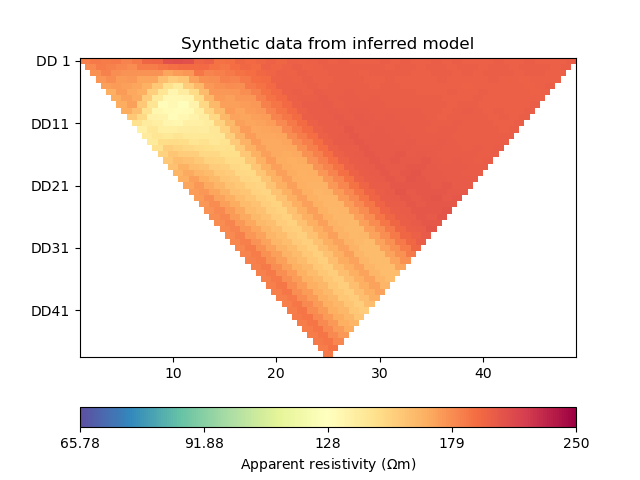 Synthetic data from inferred model
DD 1
DD11
DD21
DD31
DD41
10 20 30 40
65.78 91.88 128 179 250
Apparent resistivity (Ωm)